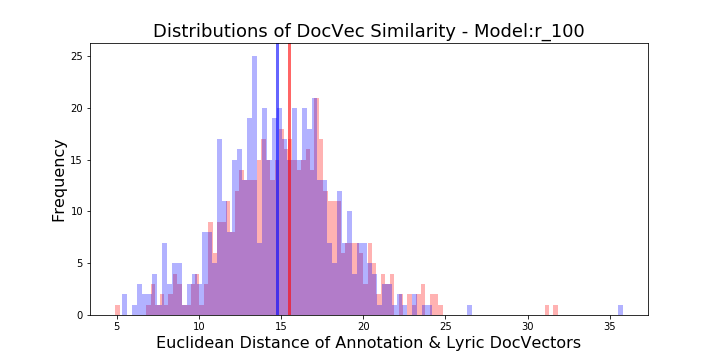 Distributions of DocVec Similarity - Model:r_100
Frequency
25
20
15
10
5
0
5 10 15 20 25 30 35
Euclidean Distance of Annotation & Lyric DocVectors